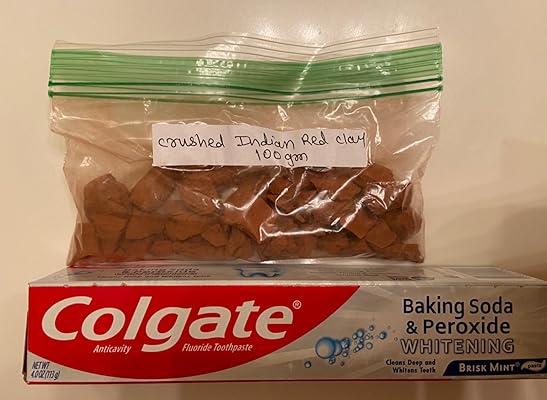 crushed Indian Red clay
100gm
Colgate®
Anticavity Fluoride Toothpaste
NET WT
4.0 OZ (113g)
Baking Soda
& Peroxide
WHITENING
Cleans Deep and
Whitens Teeth
BRISK MINT®
paste